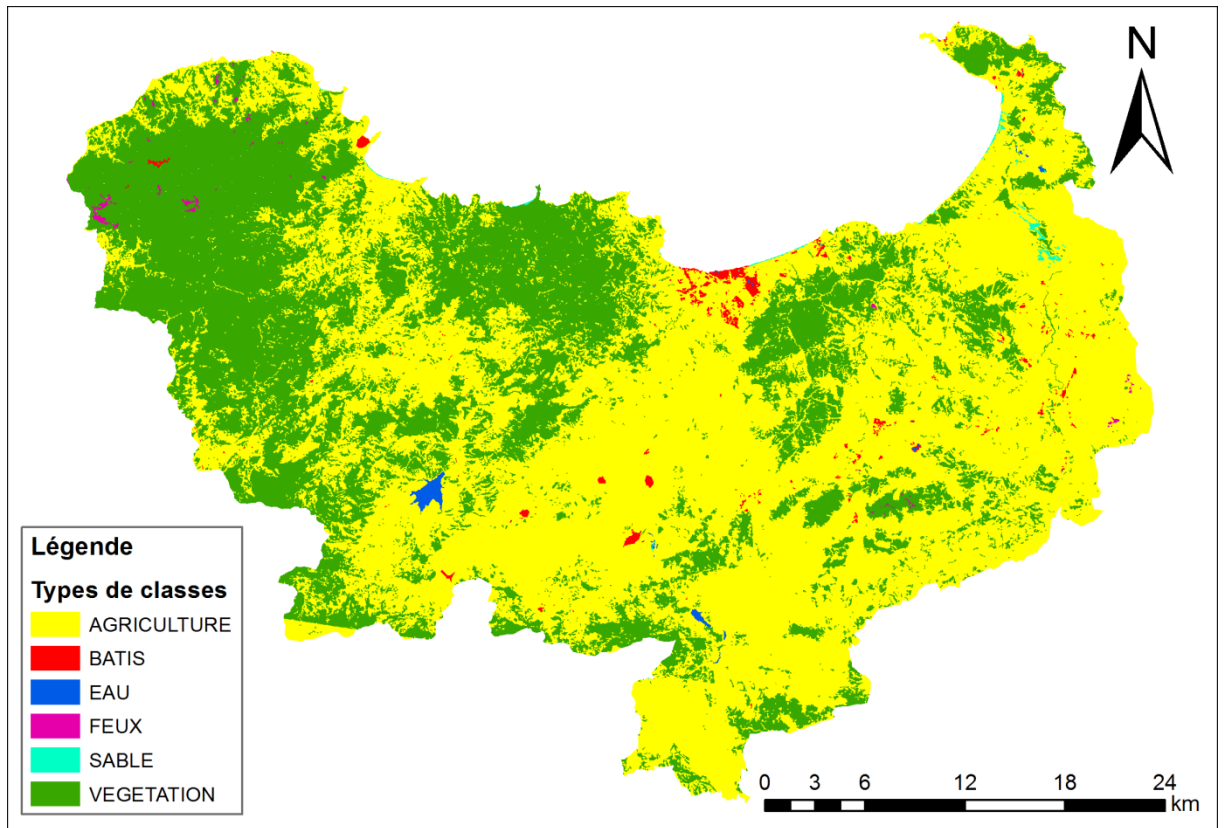 N
Légende
Types de classes
AGRICULTURE
BATIS
EAU
FEUX
SABLE
VEGETATION
0 3 6 12 18 24
km